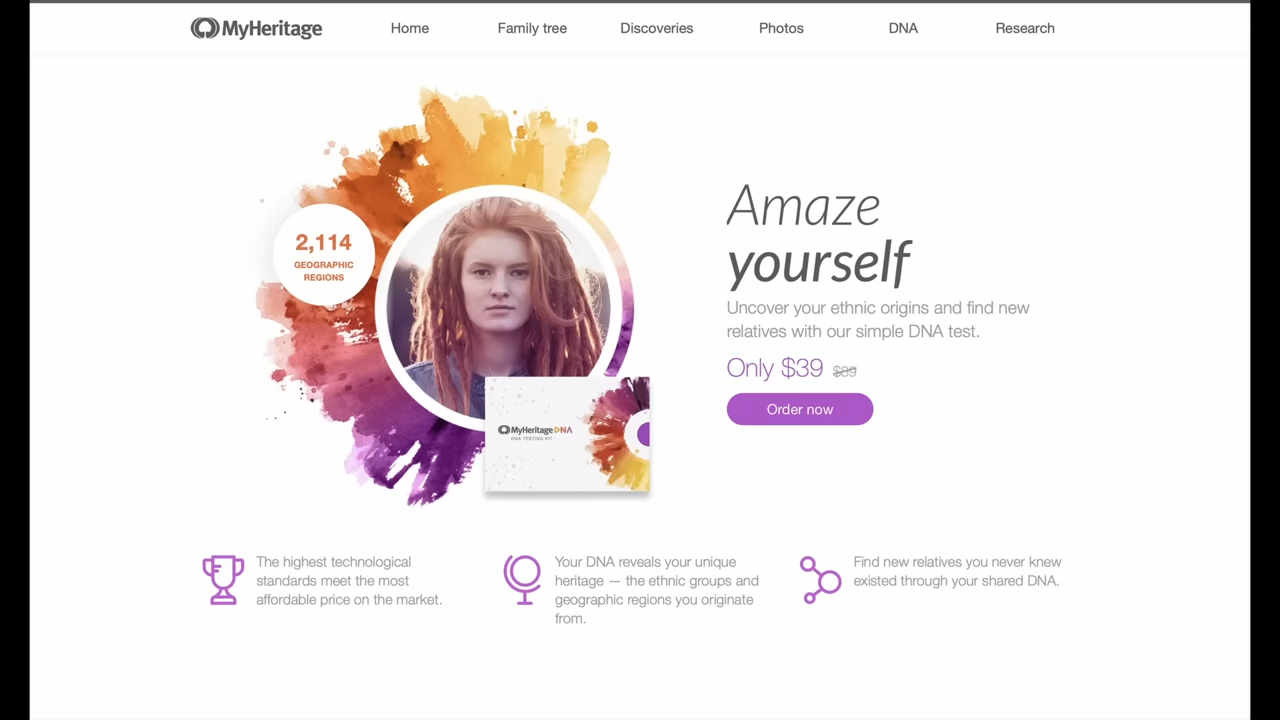 MyHeritage
Home
Family tree
Discoveries
Photos
DNA
Research
2,114
GEOGRAPHIC
REGIONS
MyHeritage DNA
DNA TESTING KIT
Amaze
yourself
Uncover your ethnic origins and find new
relatives with our simple DNA test.
Only $39 $89
Order now
The highest technological
standards meet the most
affordable price on the market.
Your DNA reveals your unique
heritage — the ethnic groups and
geographic regions you originate
from.
Find new relatives you never knew
existed through your shared DNA.